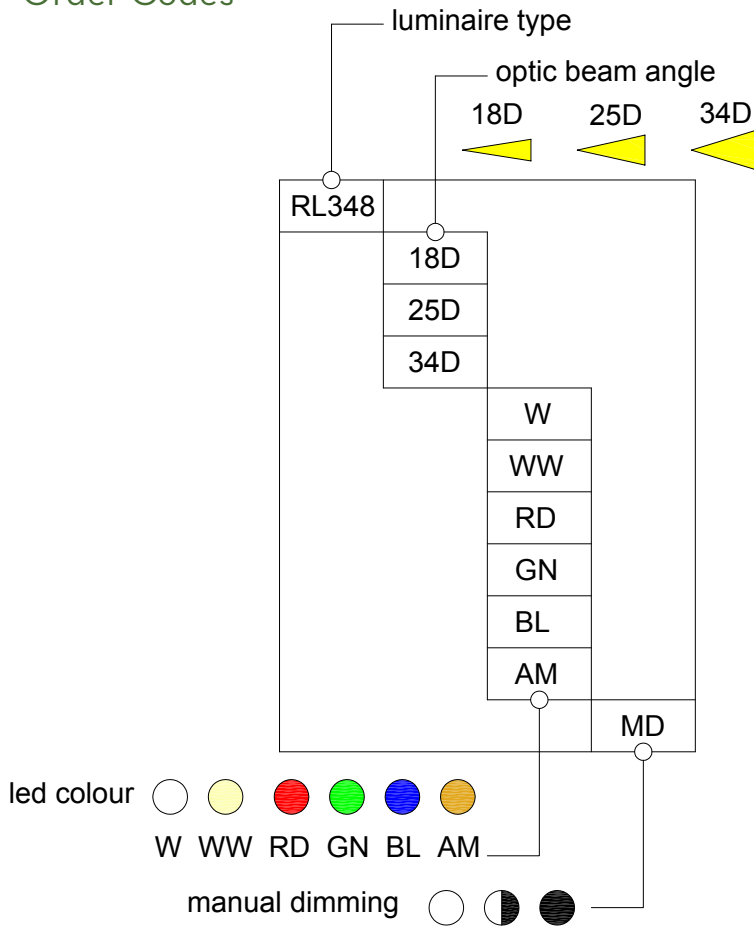 Order Codes
luminaire type
optic beam angle
18D 25D 34D
RL348
18D
25D
34D
W
WW
RD
GN
BL
AM
MD
led colour
W WW RD GN BL AM
manual dimming